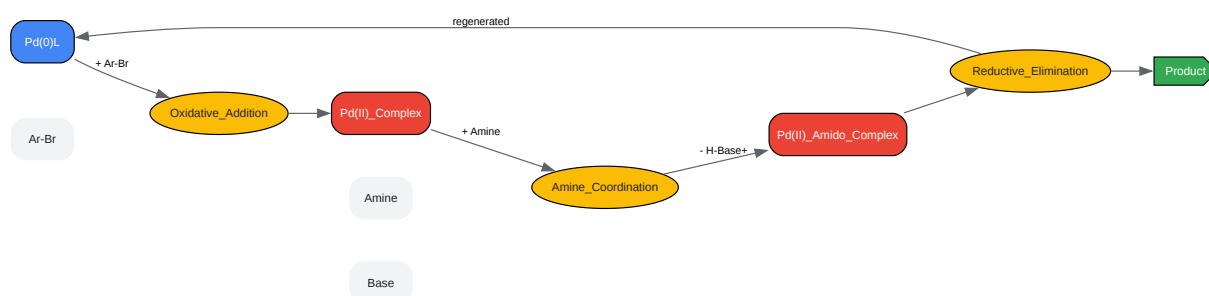 regenerated
Pd(0)L
+ Ar-Br
Oxidative_Addition
Pd(II)_Complex
+ Amine
Amine_Coordination
- H-Base+
Pd(II)_Amido_Complex
Reductive_Elimination
Product
Ar-Br
Amine
Base